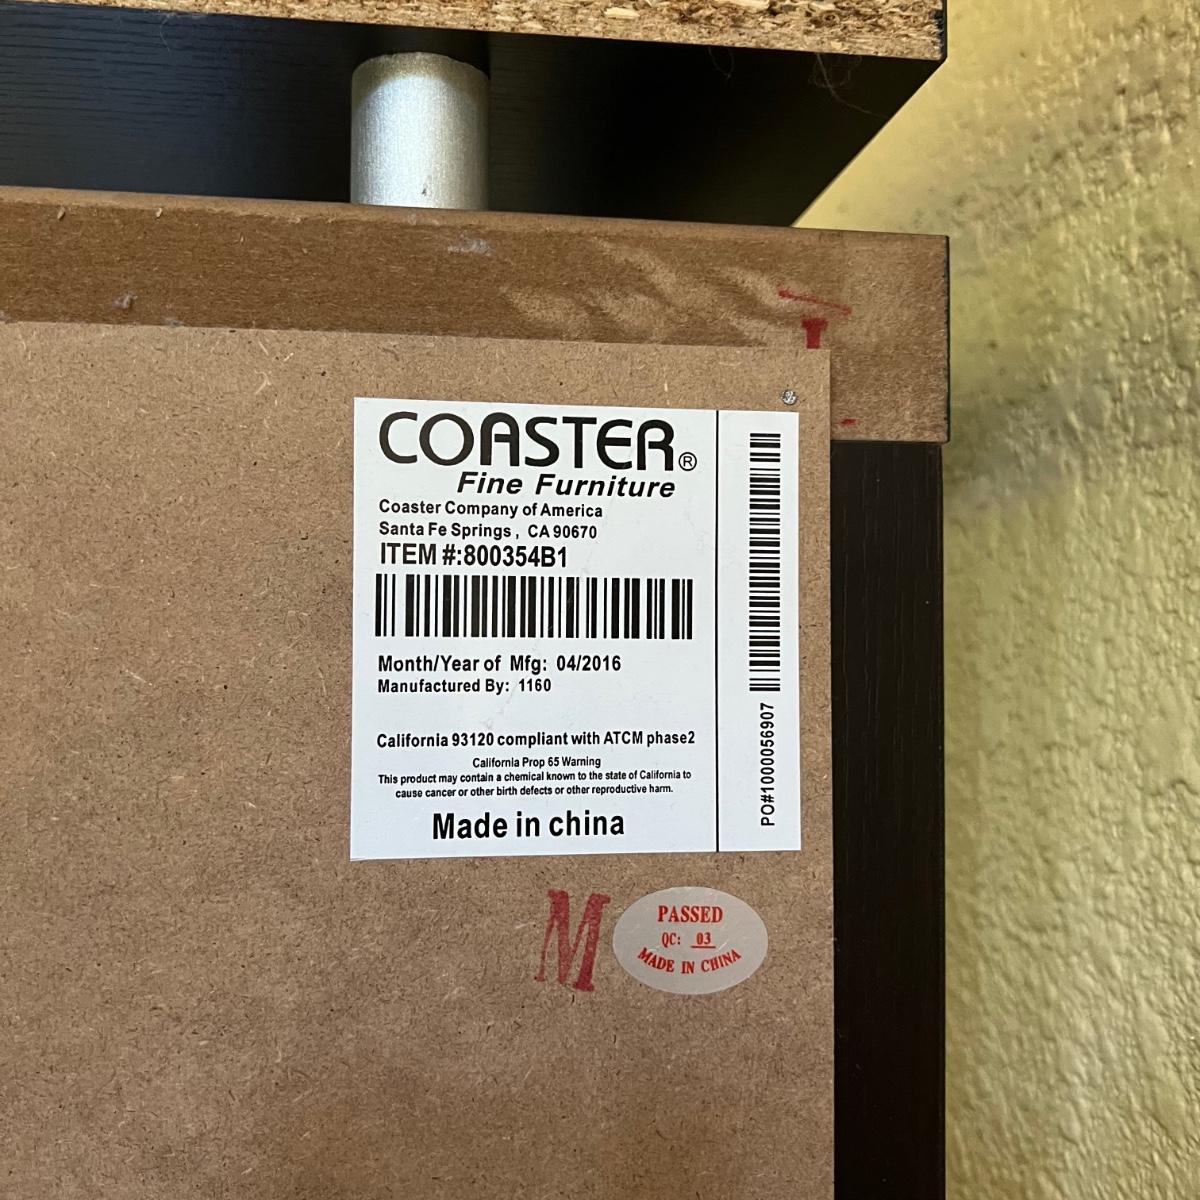 COASTER®
Fine Furniture
Coaster Company of America
Santa Fe Springs , CA 90670
ITEM #:800354B1
Month/Year of Mfg: 04/2016
Manufactured By: 1160
California 93120 compliant with ATCM phase2
California Prop 65 Warning
This product may contain a chemical known to the state of California to
cause cancer or other birth defects or other reproductive harm.
Made in china
PO#1000056907
M
PASSED
QC: 03
MADE IN CHINA